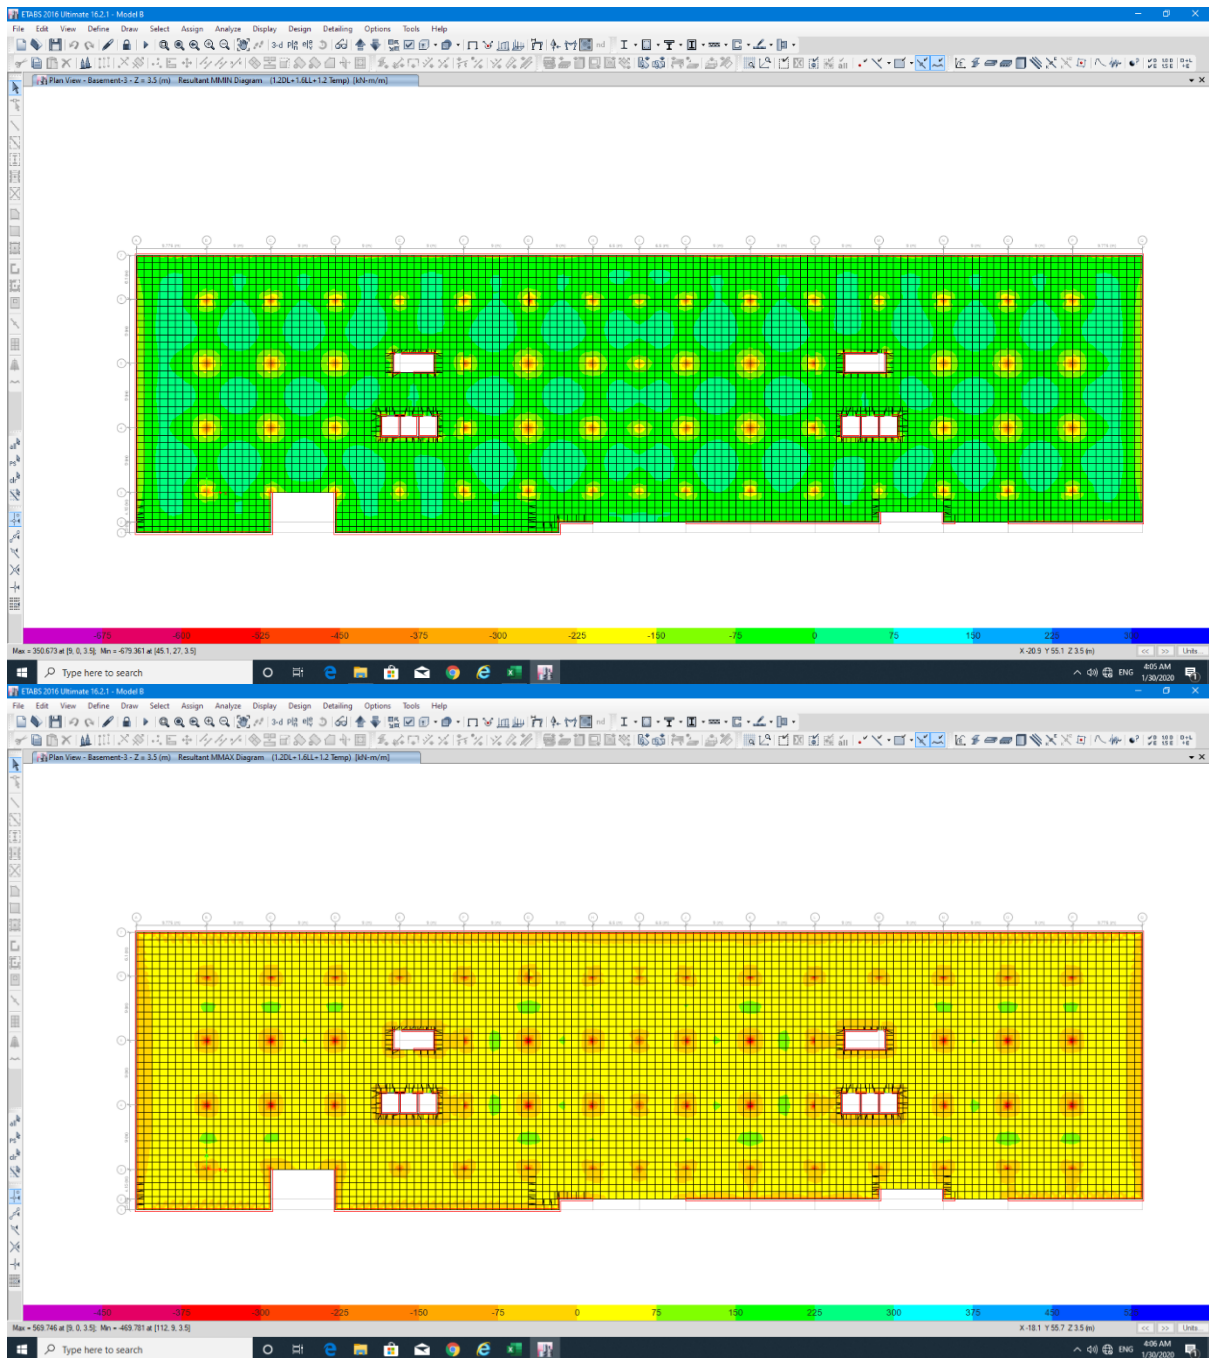 ETABS 2016 Ultimate 16.2.1 - Model B
File Edit View Define Draw Select Assign Analyze Display Design Detailing Options Tools Help
Plan View - Basement-3 - Z = 3.5 (m) Resultant MMIN Diagram (1.2DL+1.6LL+1.2 Temp) [kN-m/m]
-675 -600 -525 -450 -375 -300 -225 -150 -75 0 75 150 225
Max = 350.673 at [9, 0, 3.5]; Min = -679.361 at [45.1, 27, 3.5] X -20.9 Y 55.1 Z 3.5 (m) << >> Units...
Type here to search ENG 4:05 AM
1/30/2020
ETABS 2016 Ultimate 16.2.1 - Model B
File Edit View Define Draw Select Assign Analyze Display Design Detailing Options Tools Help
Plan View - Basement-3 - Z = 3.5 (m) Resultant MMAX Diagram (1.2DL+1.6LL+1.2 Temp) [kN-m/m]
-450 -375 -300 -225 -150 -75 0 75 150 225 300 375 450
Max = 569.746 at [9, 0, 3.5]; Min = -469.781 at [112, 9, 3.5] X -18.1 Y 55.7 Z 3.5 (m) << >> Units...
Type here to search ENG 4:06 AM
1/30/2020